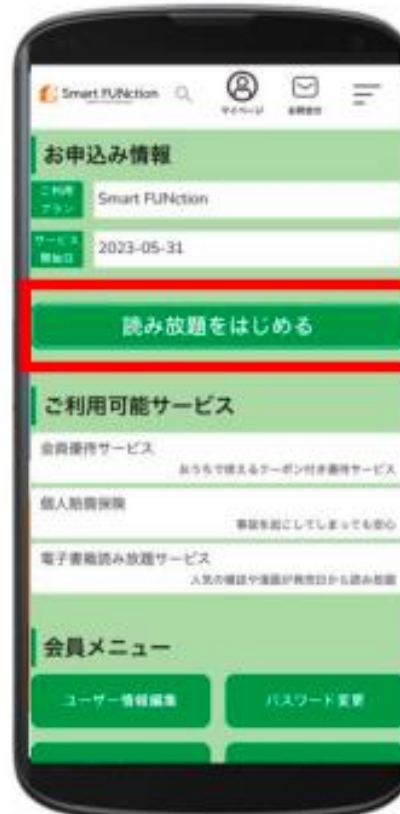 Smart FUNction
マイページ
お申込み情報
ご利用
プラン
Smart FUNction
サービス
開始日
2023-05-31
読み放題をはじめる
ご利用可能サービス
会員優待サービス
おうちで使えるクーポン付き優待サービス
個人賠償保険
事故を起こしてしまっても安心
電子書籍読み放題サービス
人気の雑誌や漫画が発売日から読み放題
会員メニュー
ユーザー情報編集
パスワード変更